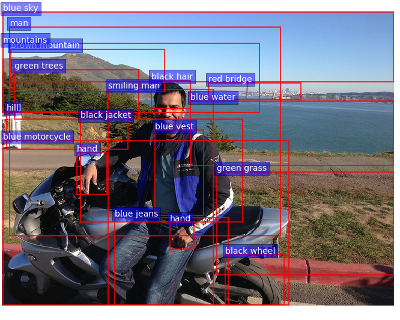 blue sky
man
mountains
brown mountain
green trees
black hair
smiling man
red bridge
blue water
hill]
black jacket
blue vest
blue motorcycle
hand
green grass
blue jeans
hand
black wheel